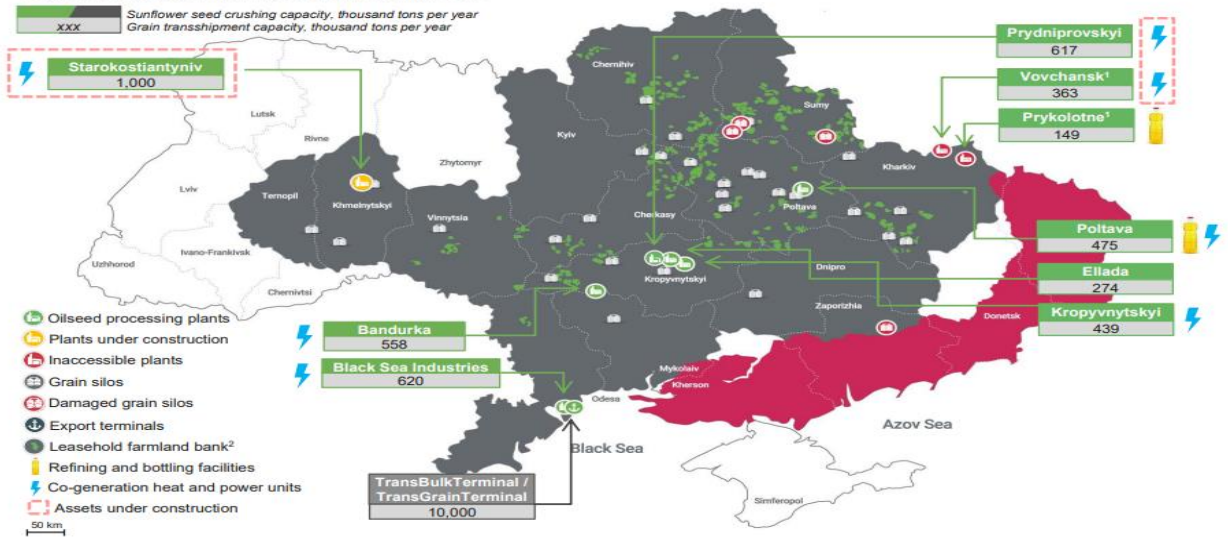 Sunflower seed crushing capacity, thousand tons per year
xxx
Grain transshipment capacity, thousand tons per year
Starokostiantyniv
1,000
Prydniprovskyi
617
Vovchansk¹
363
Prykolotne¹
149
Chernihiv
Sumy
Lutsk
Rivne
Kyiv
Zhytomyr
Kharkiv
Lviv
Ternopil
Khmelnytskyi
Vinnytsia
Cherkasy
Poltava
Poltava
475
Ivano-Frankivsk
Uzhhorod
Chernivtsi
Kropyvnytskyi
Dnipro
Ellada
274
Zaporizhia
Donetsk
Kropyvnytskyi
439
Bandurka
558
Black Sea Industries
620
Mykolaiv
Kherson
Odesa
Black Sea
Azov Sea
TransBulkTerminal /
TransGrainTerminal
10,000
Simferopol
Oilseed processing plants
Plants under construction
Inaccessible plants
Grain silos
Damaged grain silos
Export terminals
Leasehold farmland bank²
Refining and bottling facilities
Co-generation heat and power units
Assets under construction
50 km